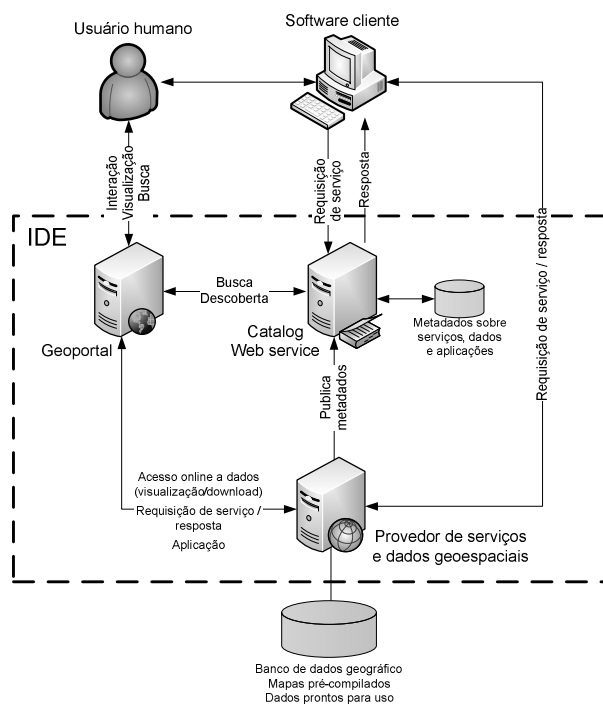 Usuário humano
Software cliente
Interação
Visualização
Busca
Requisição
de serviço
Resposta
Requisição de serviço / resposta
IDE
Busca
Descoberta
Geoportal
Catalog
Web service
Metadados sobre
serviços, dados
e aplicações
Publica
metadados
Acesso online a dados
(visualização/download)
Requisição de serviço /
resposta
Aplicação
Provedor de serviços
e dados geoespaciais
Banco de dados geográfico
Mapas pré-compilados
Dados prontos para uso